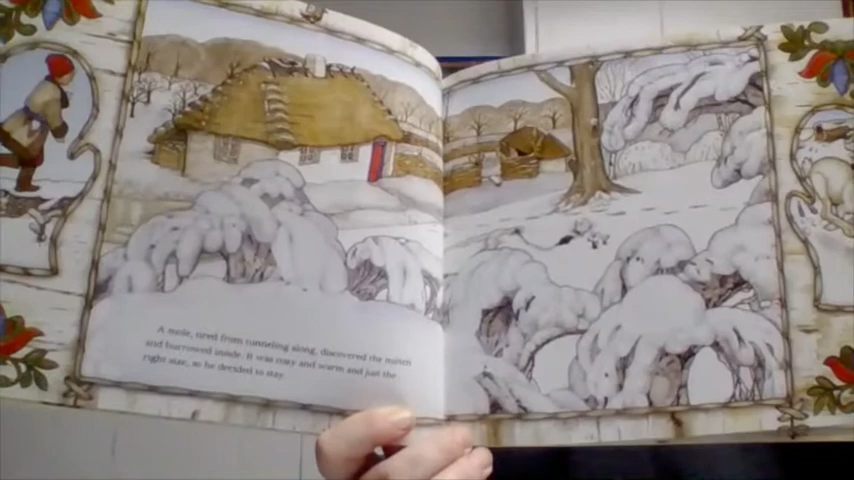 A mole, tired from tunneling along, discovered the mitten
and burrowed inside. It was cozy and warm and just the
right size, so he decided to stay.